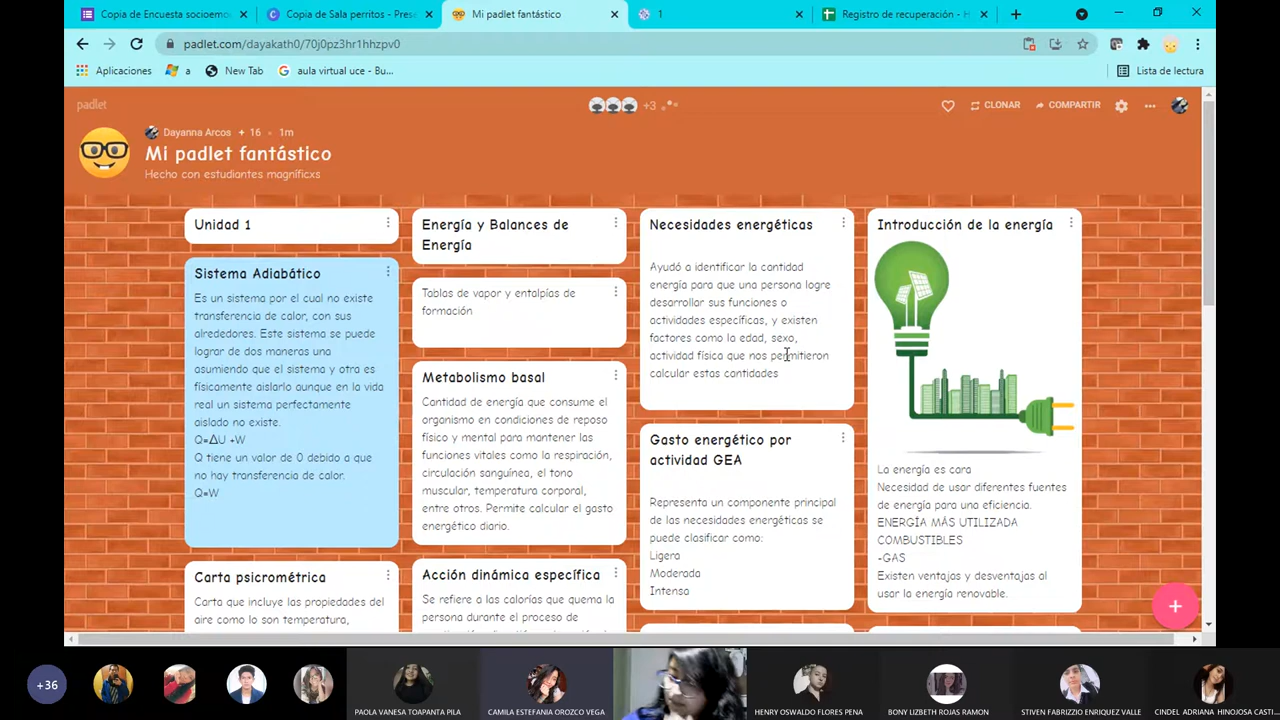 Copia de Encuesta socioemo
Copia de Sala perritos - Pres
Mi padlet fantástico
1
Registro de recuperación - H
padlet.com/dayakath0/70j0pz3hr1hhzpv0
Aplicaciones
a
New Tab
aula virtual uce - Bu...
Lista de lectura
padlet
+3
CLONAR
COMPARTIR
Dayanna Arcos + 16 • 1m
Mi padlet fantástico
Hecho con estudiantes magníficxs
Unidad 1
Sistema Adiabático
Es un sistema por el cual no existe
transferencia de calor, con sus
alrededores. Este sistema se puede
lograr de dos maneras una
asumiendo que el sistema y otra es
físicamente aislarlo aunque en la vida
real un sistema perfectamente
aislado no existe.
Q=ΔU +W
Q tiene un valor de 0 debido a que
no hay transferencia de calor.
Q=W
Carta psicrométrica
Carta que incluye las propiedades del
aire como lo son temperatura,
Energía y Balances de
Energía
Tablas de vapor y entalpías de
formación
Metabolismo basal
Cantidad de energía que consume el
organismo en condiciones de reposo
físico y mental para mantener las
funciones vitales como la respiración,
circulación sanguínea, el tono
muscular, temperatura corporal,
entre otros. Permite calcular el gasto
energético diario.
Acción dinámica específica
Se refiere a las calorías que quema la
persona durante el proceso de
Necesidades energéticas
Ayudó a identificar la cantidad
energía para que una persona logre
desarrollar sus funciones o
actividades específicas, y existen
factores como la edad, sexo,
actividad física que nos permitieron
calcular estas cantidades
Gasto energético por
actividad GEA
Representa un componente principal
de las necesidades energéticas se
puede clasificar como:
Ligera
Moderada
Intensa
Introducción de la energía
La energía es cara
Necesidad de usar diferentes fuentes
de energía para una eficiencia.
ENERGÍA MÁS UTILIZADA
COMBUSTIBLES
-GAS
Existen ventajas y desventajas al
usar la energía renovable.
+36
PAOLA VANESA TOAPANTA PILA
CAMILA ESTEFANIA OROZCO VEGA
HENRY OSWALDO FLORES PENA
BONY LIZBETH ROJAS RAMON
STIVEN FABRIZZIO ENRIQUEZ VALLE
CINDEL ADRIANA HINOJOSA CASTI...